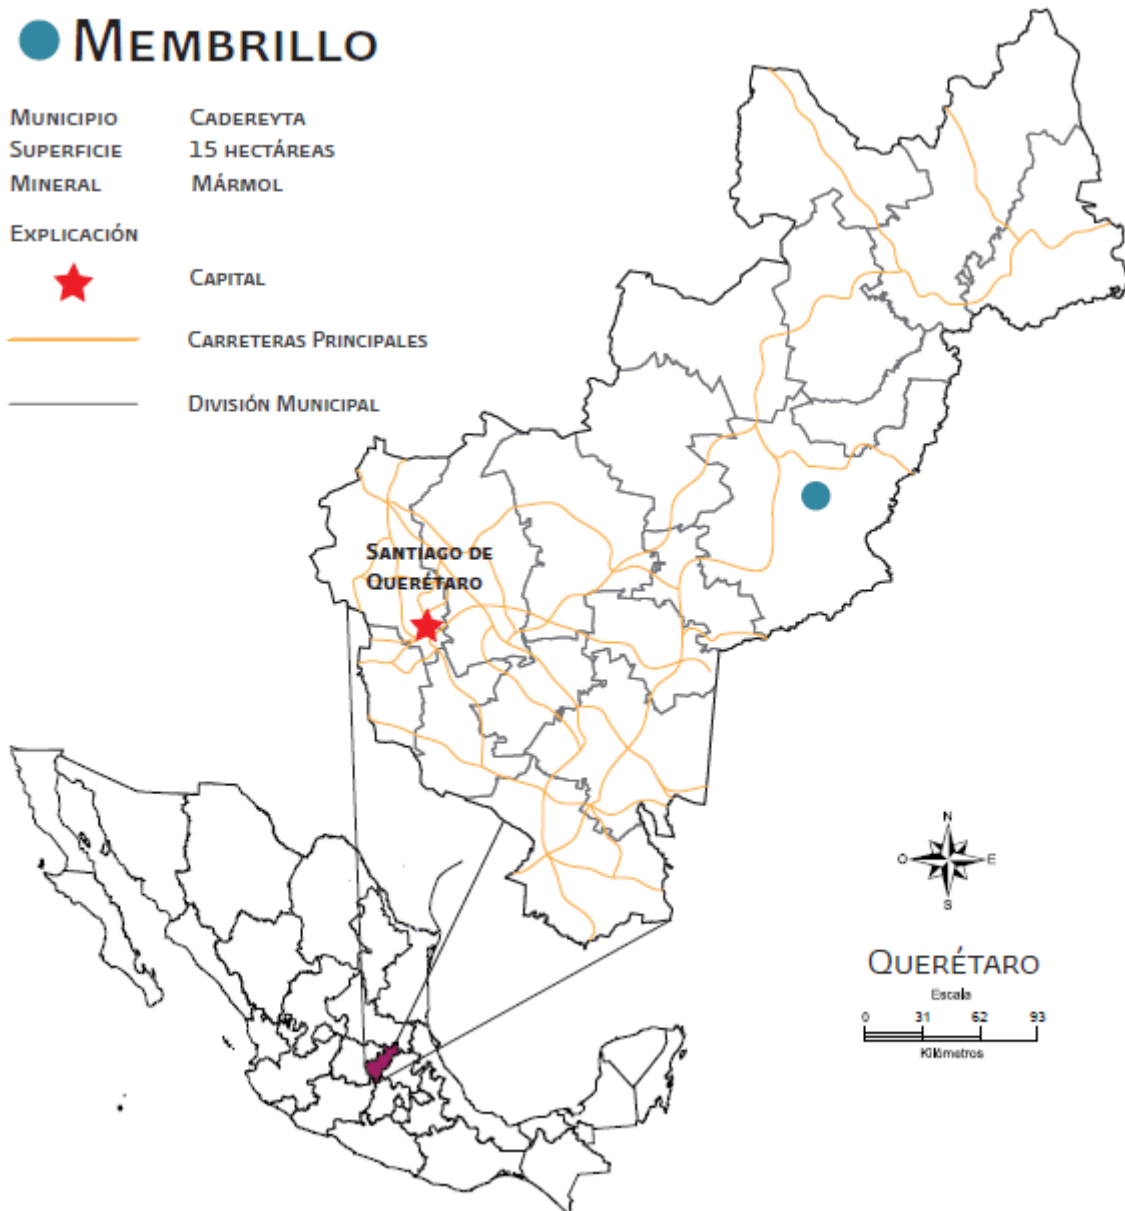 MEMBRILLO
MUNICIPIO CADEREYTA
SUPERFICIE 15 HECTÁREAS
MINERAL MÁRMOL
EXPLICACIÓN
CAPITAL
CARRETERAS PRINCIPALES
DIVISIÓN MUNICIPAL
SANTIAGO DE
QUERÉTARO
N
O E
S
QUERÉTARO
Escala
0 31 62 93
Kilómetros